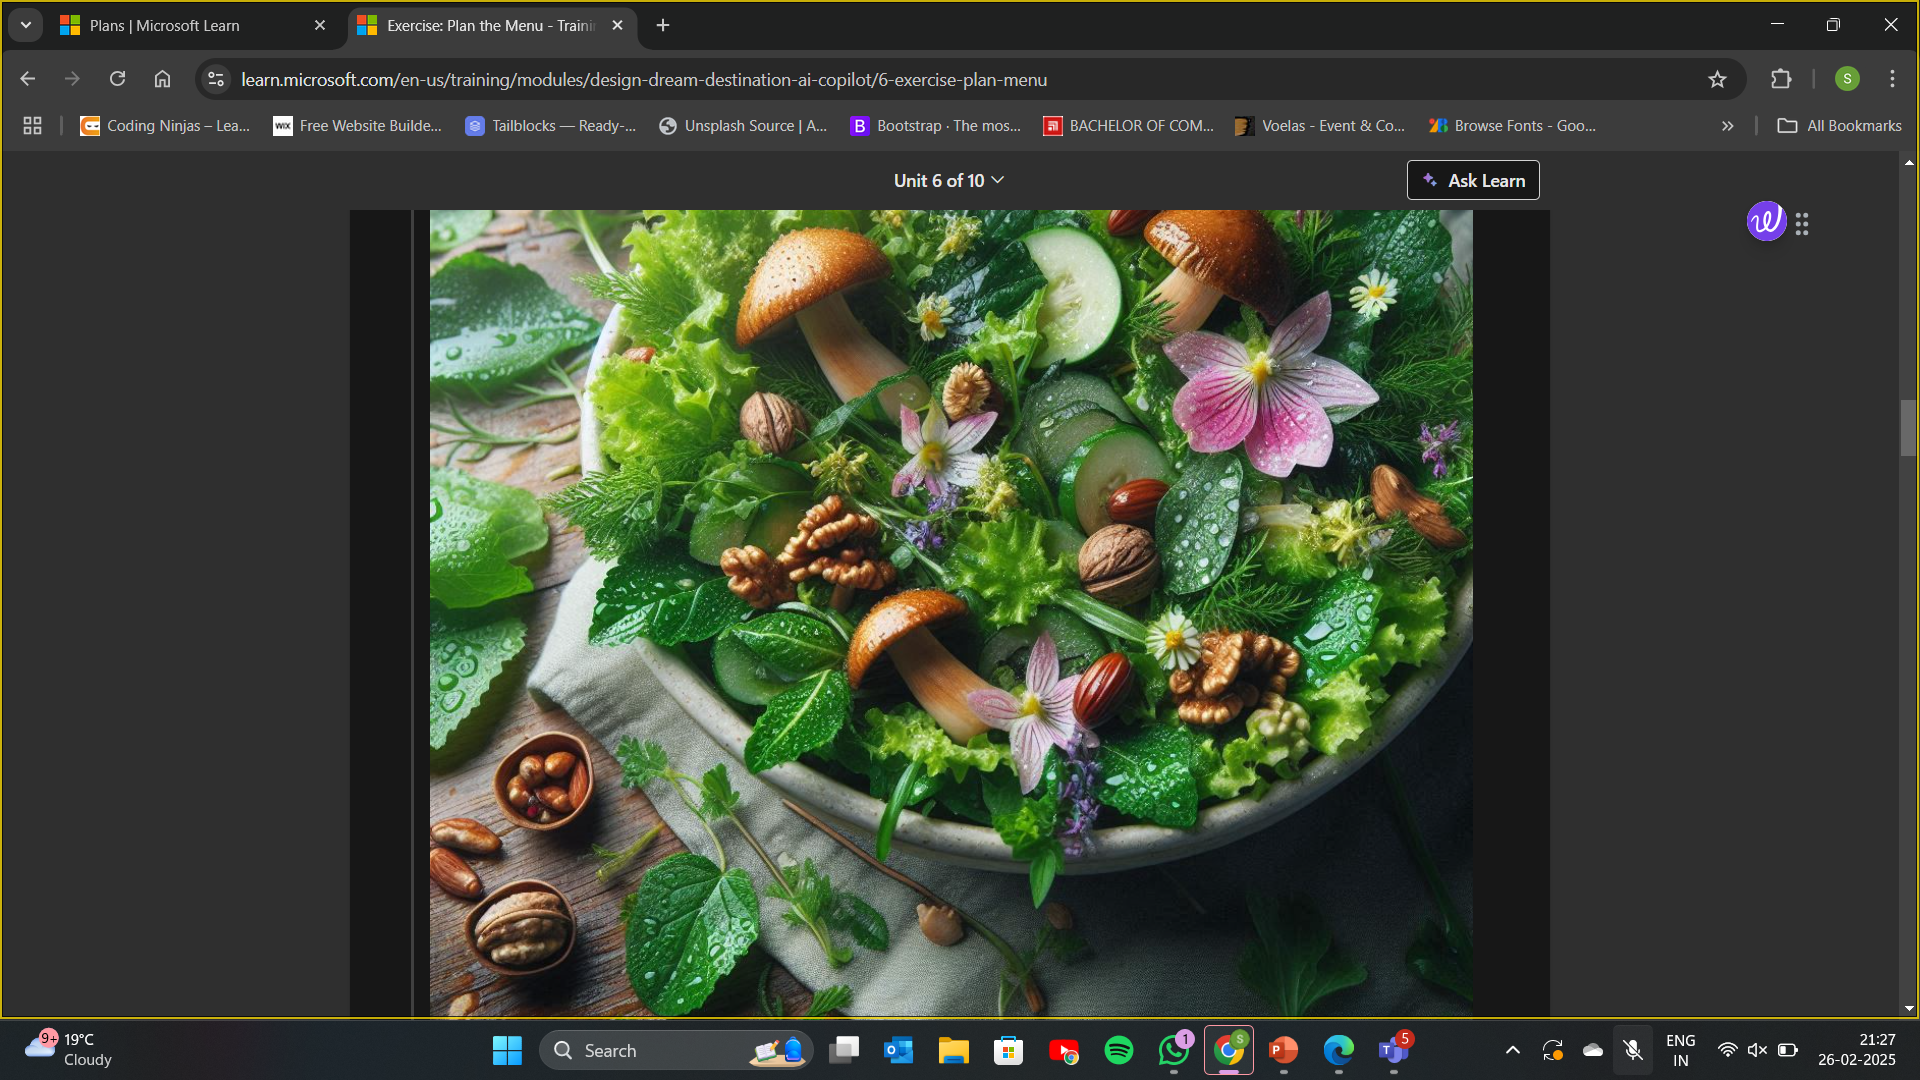 Plans | Microsoft Learn
Exercise: Plan the Menu - Traini
learn.microsoft.com/en-us/training/modules/design-dream-destination-ai-copilot/6-exercise-plan-menu
S
Coding Ninjas – Lea...
WIX Free Website Builde...
Tailblocks — Ready-...
Unsplash Source | A...
B Bootstrap · The mos...
BACHELOR OF COM...
Voelas - Event & Co...
Browse Fonts - Goo...
All Bookmarks
Unit 6 of 10
Ask Learn
9+
19°C
Cloudy
Search
1
S
5
ENG
IN
21:27
26-02-2025